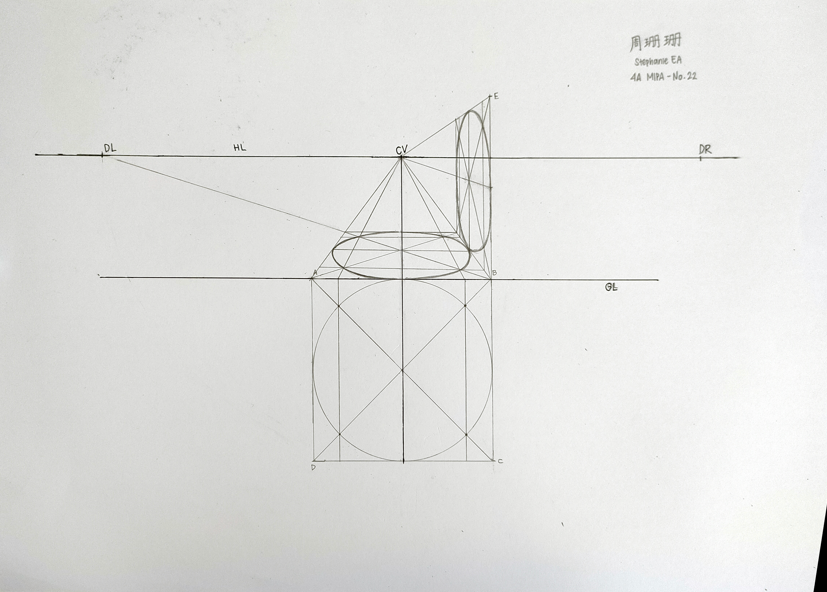 周珊珊
Stephanie EA
4A MIPA - No. 22
E
DL
HL
CV
DR
A
B
GL
D
C